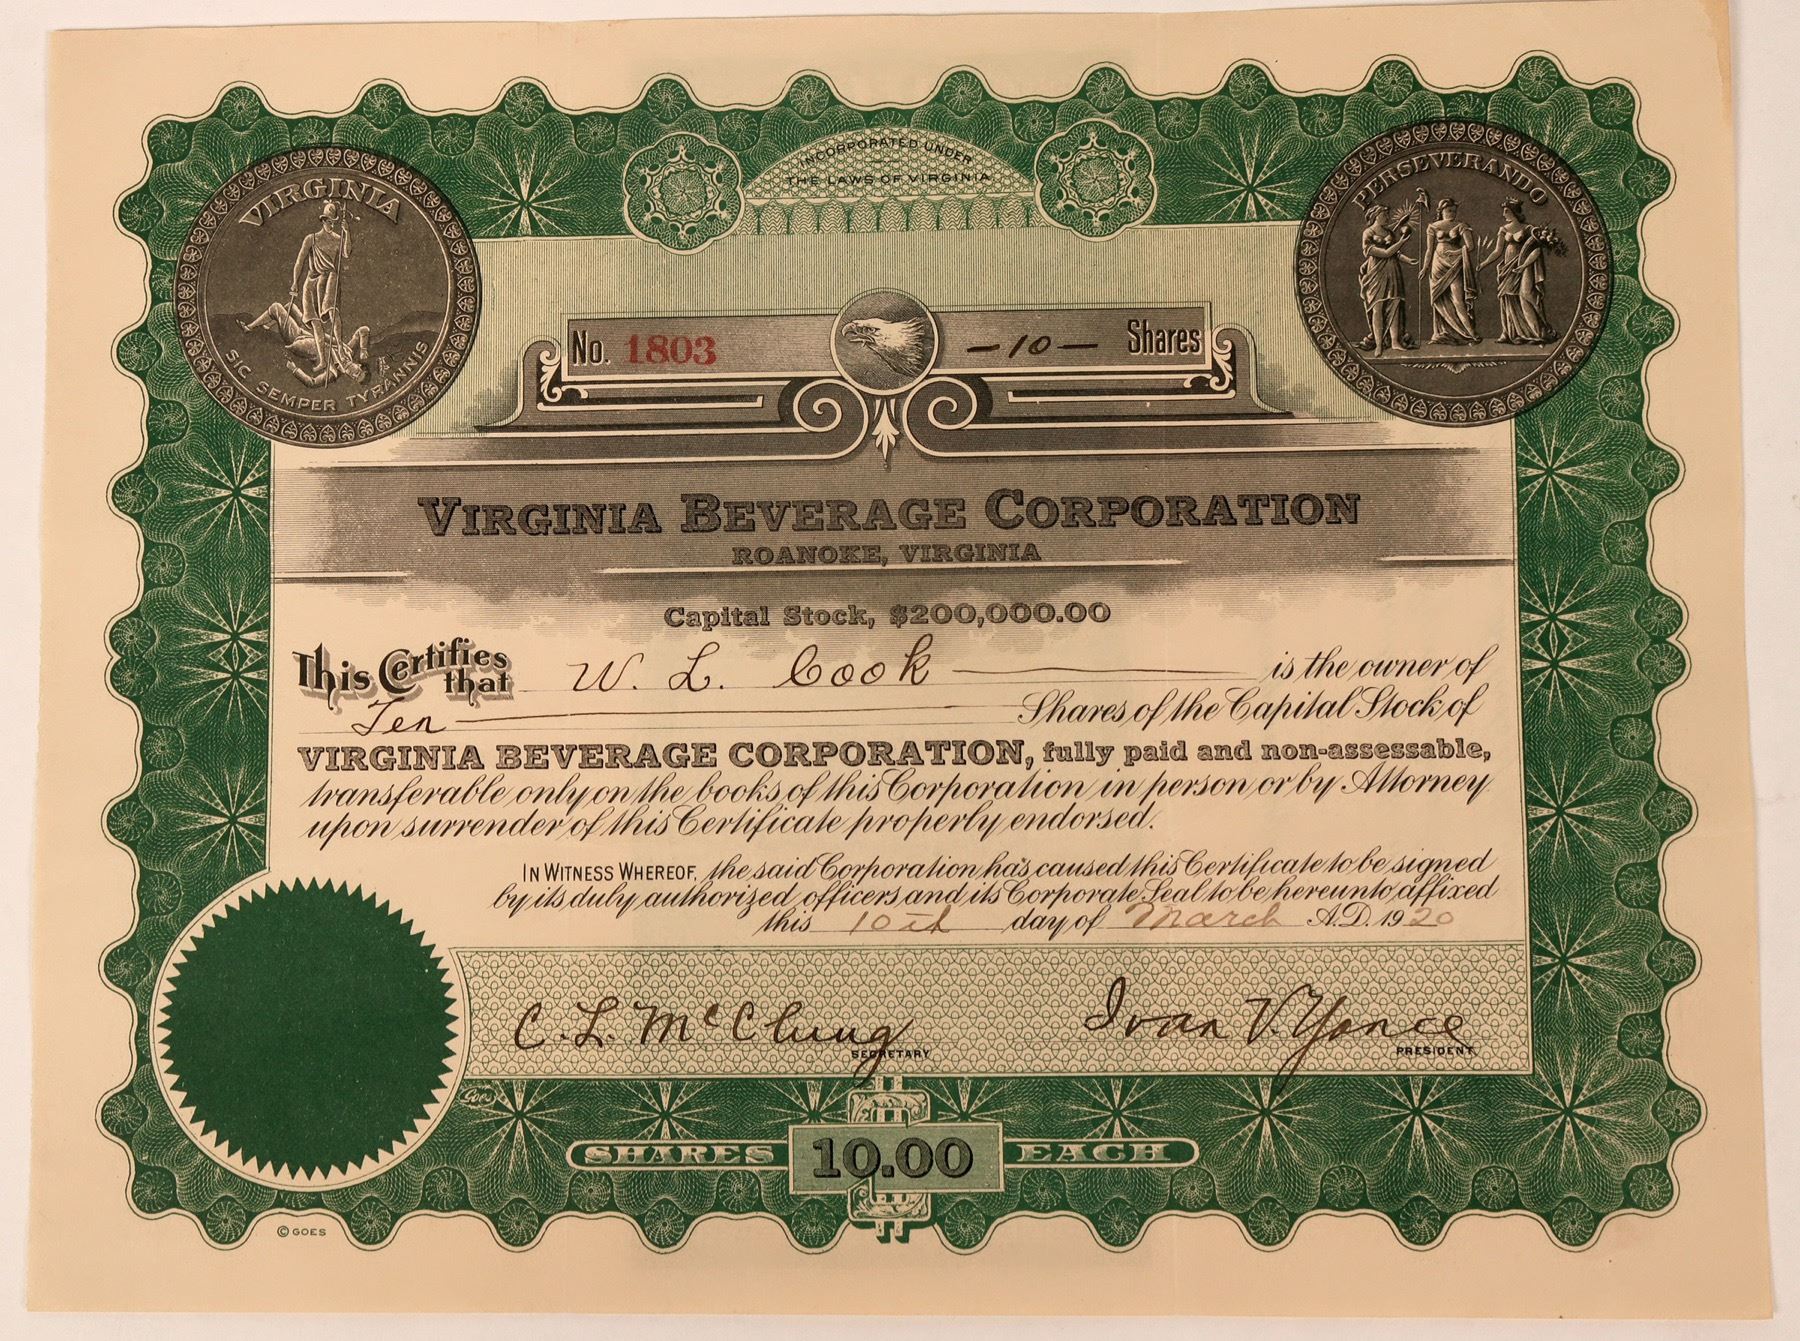 INCORPORATED UNDER
THE LAWS OF VIRGINIA
VIRGINIA
SIC SEMPER TYRANNIS
PERSEVERANDO
No. 1803
—10— Shares
VIRGINIA BEVERAGE CORPORATION
ROANOKE, VIRGINIA
Capital Stock, $200,000.00
This Certifies that W. L. Cook is the owner of
Ten Shares of the Capital Stock of
VIRGINIA BEVERAGE CORPORATION, fully paid and non-assessable,
transferable only on the books of this Corporation in person or by Attorney
upon surrender of this Certificate properly endorsed.
IN WITNESS WHEREOF, the said Corporation has caused this Certificate to be signed
by its duly authorized officers and its Corporate Seal to be hereunto affixed
this 10th day of March A.D. 1920
C. L. McClung
SECRETARY
Ivan V. Yonce
PRESIDENT
Goes
SHARES 10.00 EACH
© GOES